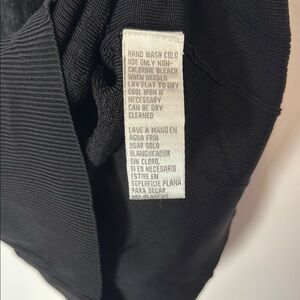 HAND WASH COLD
USE ONLY NON-
CHLORINE BLEACH
WHEN NEEDED
LAY FLAT TO DRY
COOL IRON IF
NECESSARY
CAN BE DRY
CLEANED
LAVE A MANO EN
AGUA FRIA
USAR SOLO
BLANQUEADOR
SIN CLORO,
SI ES NECESARIO
ESTIRE EN
SUPERFICIE PLANA
PARA SECAR
USE PLANCHA